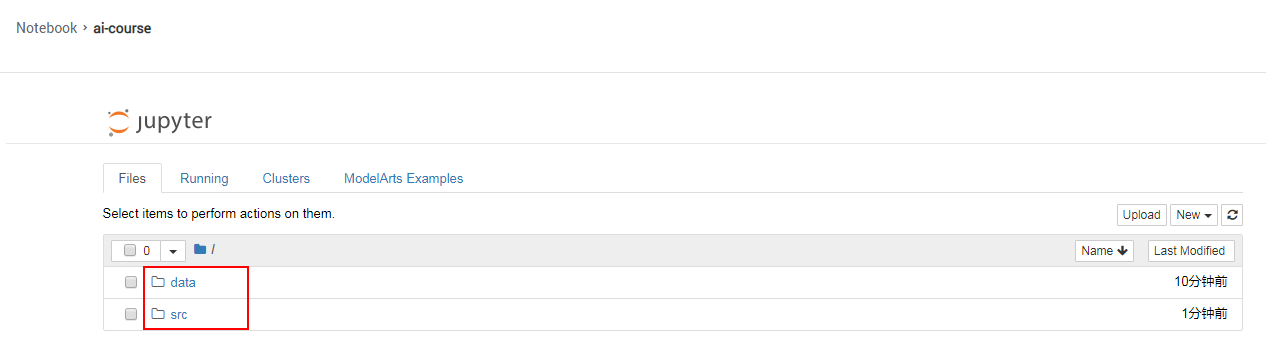 Notebook › ai-course
jupyter
Files Running Clusters ModelArts Examples
Select items to perform actions on them.
Upload New
0 / Name Last Modified
data 10分钟前
src 1分钟前